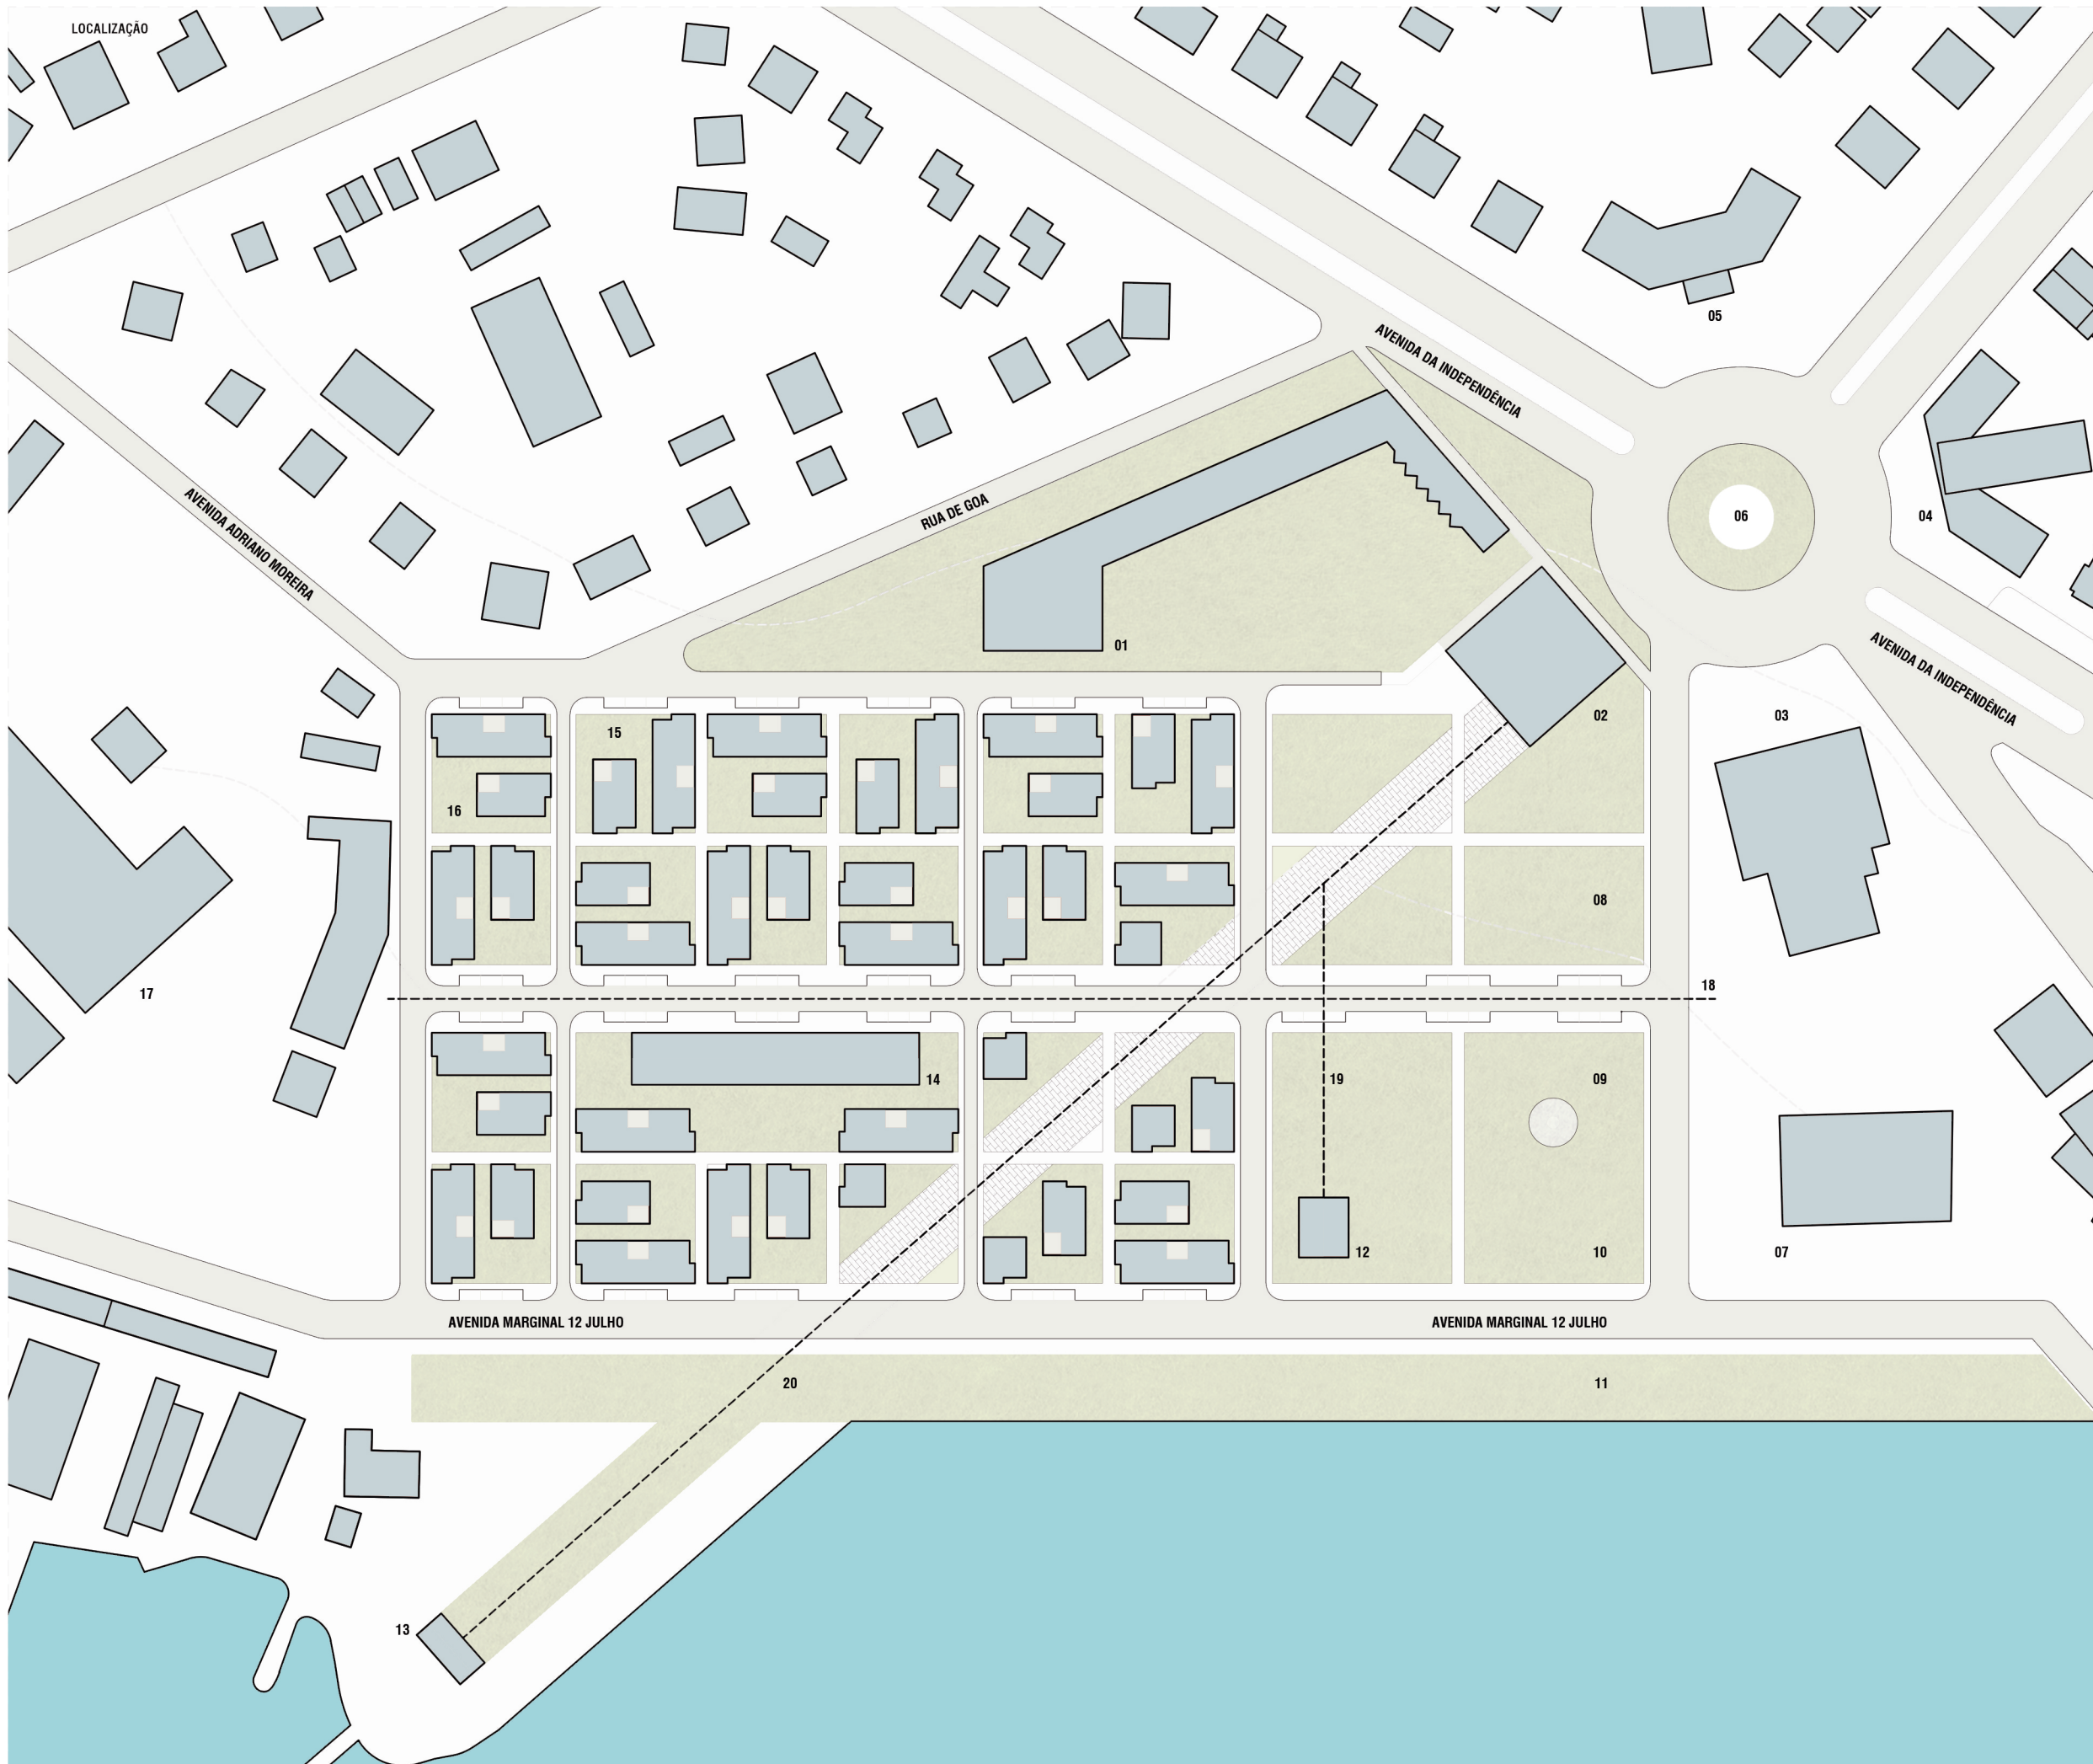 LOCALIZAÇÃO
05
AVENIDA DA INDEPENDÊNCIA
RUA DE GOA
06
04
AVENIDA ADRIANO MOREIRA
01
AVENIDA DA INDEPENDÊNCIA
02
03
15
16
08
17
18
14
19
09
12
10
07
AVENIDA MARGINAL 12 JULHO
AVENIDA MARGINAL 12 JULHO
20
11
13